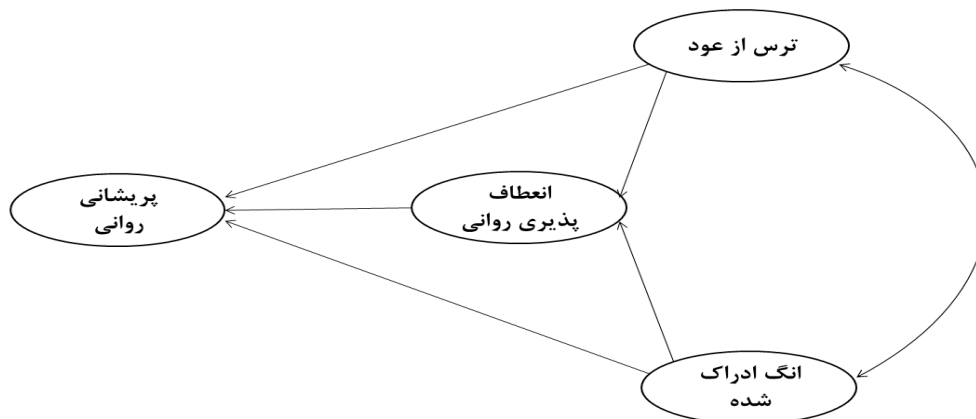 ترس از عود
انعطاف
پذیری روانی
پریشانی
روانی
انگ ادراک
شده